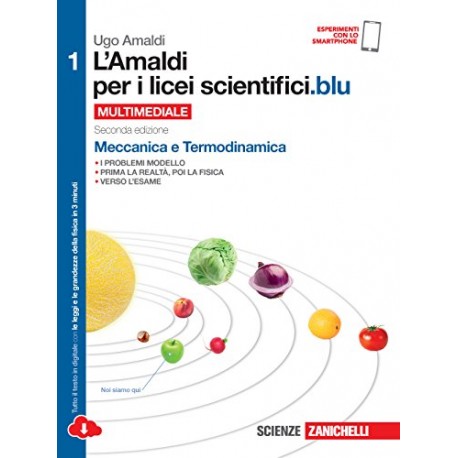 ESPERIMENTI
CON LO
SMARTPHONE
Ugo Amaldi
1
L'Amaldi
per i licei scientifici.blu
MULTIMEDIALE
Seconda edizione
Meccanica e Termodinamica
• I PROBLEMI MODELLO
• PRIMA LA REALTÀ, POI LA FISICA
• VERSO L'ESAME
Tutto il testo in digitale con le leggi e le grandezze della fisica in 3 minuti
Noi siamo qui
SCIENZE ZANICHELLI